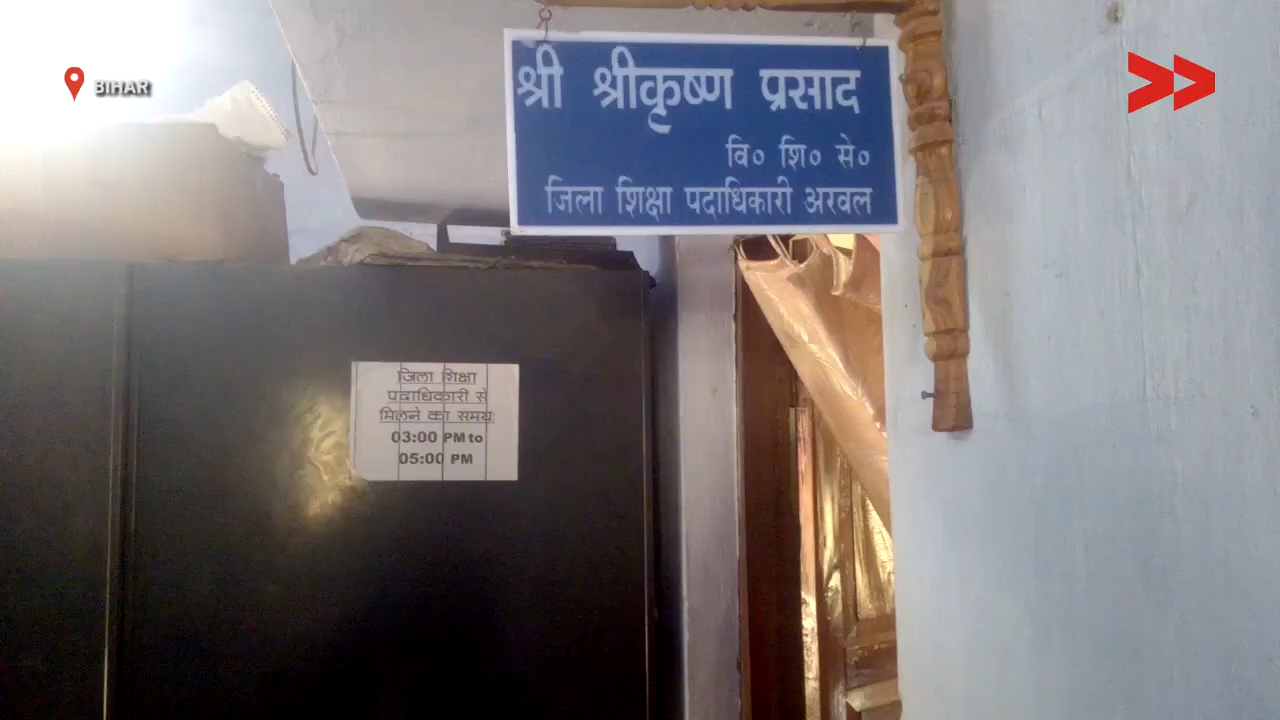 BIHAR
श्री श्रीकृष्ण प्रसाद
वि० शि० से०
जिला शिक्षा पदाधिकारी अरवल
जिला शिक्षा
पदाधिकारी से
मिलने का समयः
03:00 PM to
05:00 PM